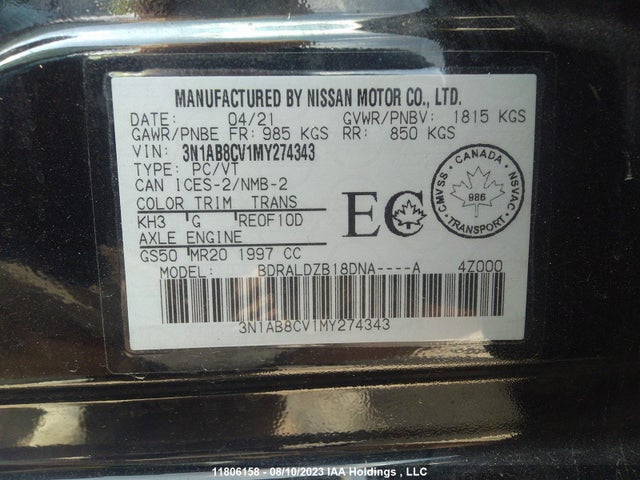 MANUFACTURED BY NISSAN MOTOR CO., LTD.
DATE: 04/21 GVWR/PNBV: 1815 KGS
GAWR/PNBE FR: 985 KGS RR: 850 KGS
VIN: 3N1AB8CV1MY274343
TYPE: PC/VT
CAN ICES-2/NMB-2
COLOR TRIM TRANS
KH3 G RE0F10D
AXLE ENGINE
GS50 MR20 1997 CC
EC
CANADA
CMVSS NSVAC
986
TRANSPORT
MODEL: BDRALDZB18DNA----A 4Z000
3N1AB8CV1MY274343
11806158 - 08/10/2023 IAA Holdings , LLC